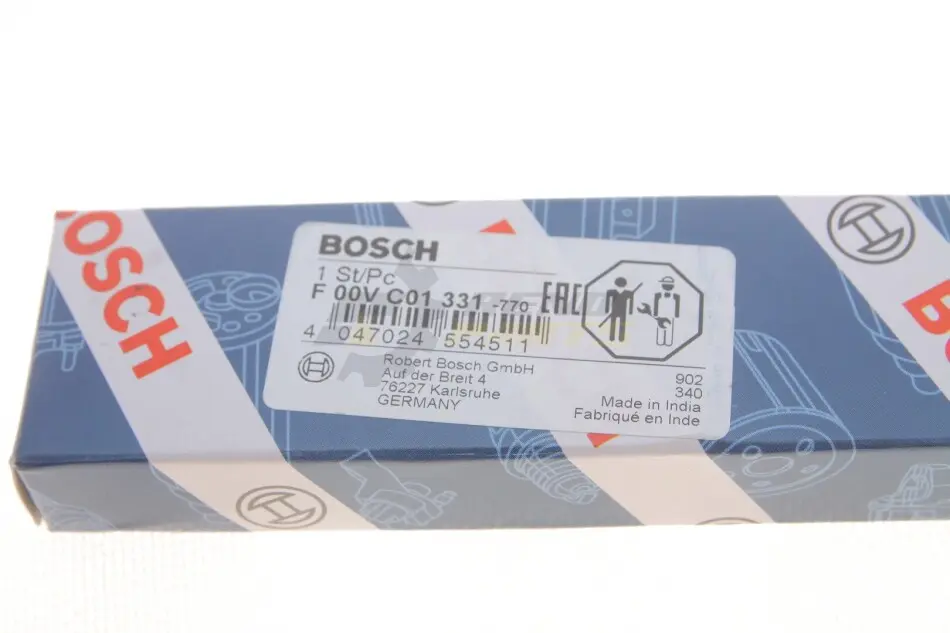 BOSCH
BOSCH
1 St/Pc
F 00V C01 331 -770
EAC
4 047024 554511
Robert Bosch GmbH
Auf der Breit 4
76227 Karlsruhe
GERMANY
902
340
Made in India
Fabriqué en Inde